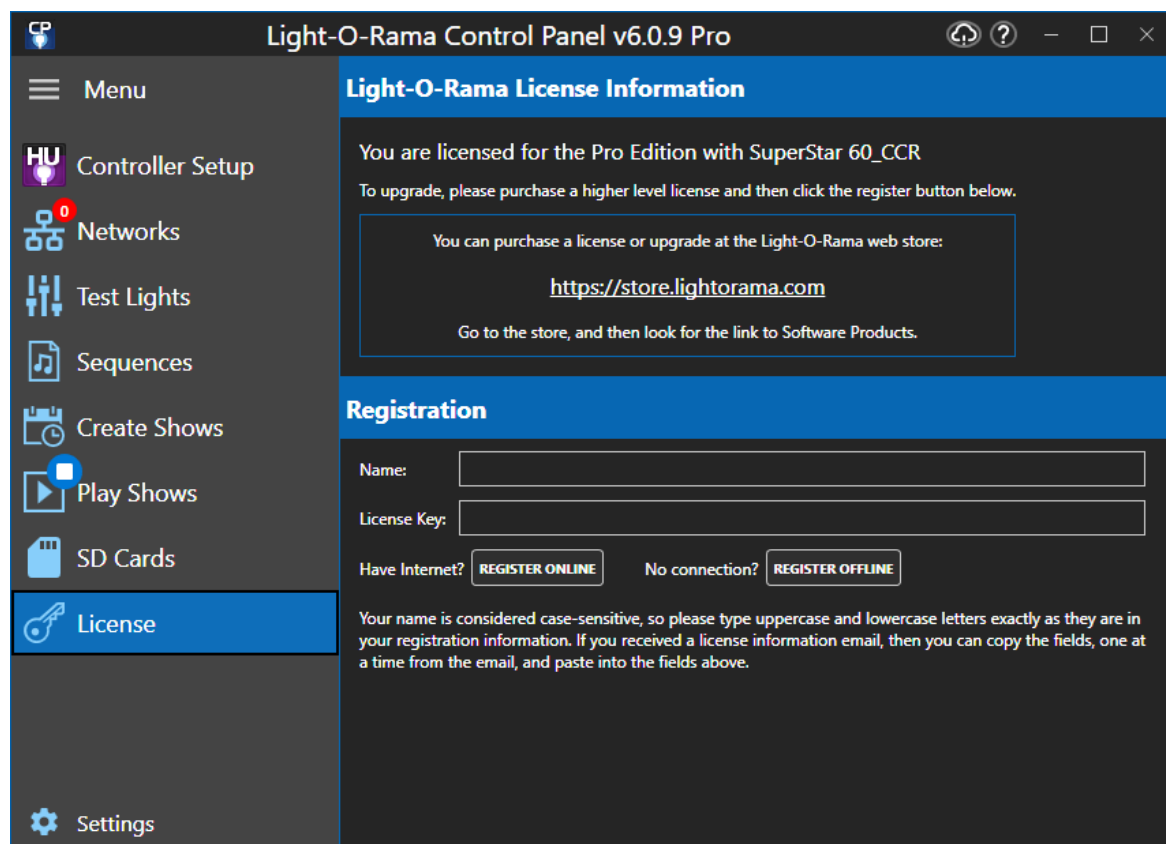 CP
Light-O-Rama Control Panel v6.0.9 Pro
?
Menu
HU
Controller Setup
0
Networks
Test Lights
Sequences
Create Shows
Play Shows
SD Cards
License
Settings
Light-O-Rama License Information
You are licensed for the Pro Edition with SuperStar 60_CCR
To upgrade, please purchase a higher level license and then click the register button below.
You can purchase a license or upgrade at the Light-O-Rama web store:
https://store.lightorama.com
Go to the store, and then look for the link to Software Products.
Registration
Name:
License Key:
Have Internet? REGISTER ONLINE No connection? REGISTER OFFLINE
Your name is considered case-sensitive, so please type uppercase and lowercase letters exactly as they are in
your registration information. If you received a license information email, then you can copy the fields, one at
a time from the email, and paste into the fields above.